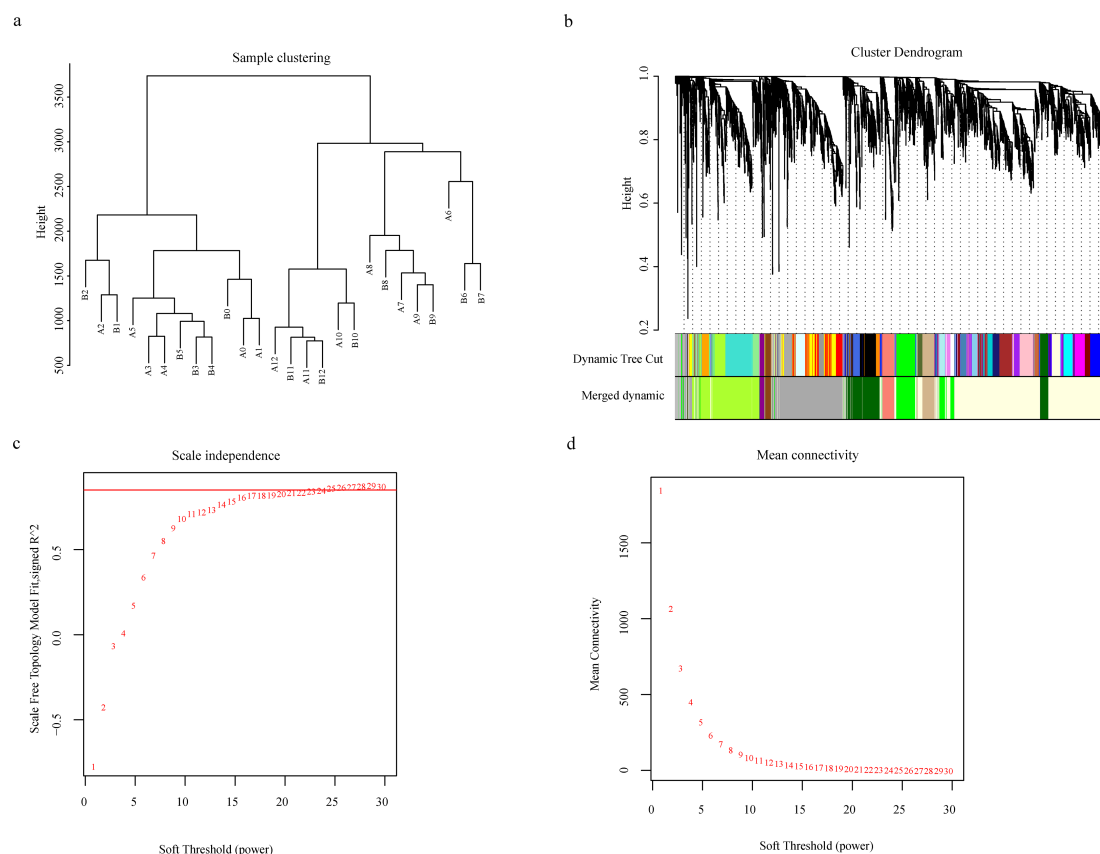 a
Sample clustering
Height
3500
3000
2500
2000
1500
1000
500
B2
A2
B1
A5
A3
A4
B5
B3
B4
B0
A0
A1
A12
B11
A11
B12
A10
B10
A8
B8
A7
A9
B9
A6
B6
B7
b
Cluster Dendrogram
Height
1.0
0.8
0.6
0.4
0.2
Dynamic Tree Cut
Merged dynamic
c
Scale independence
Scale Free Topology Model Fit,signed R^2
0.5
0.0
−0.5
1 2 3 4 5 6 7 8 9 10 11 12 13 14 15 16 17 18 19 20 21 22 23 24 25 26 27 28 29 30
0 5 10 15 20 25 30
Soft Threshold (power)
d
Mean connectivity
Mean Connectivity
1500
1000
500
0
1 2 3 4 5 6 7 8 9 10 11 12 13 14 15 16 17 18 19 20 21 22 23 24 25 26 27 28 29 30
0 5 10 15 20 25 30
Soft Threshold (power)